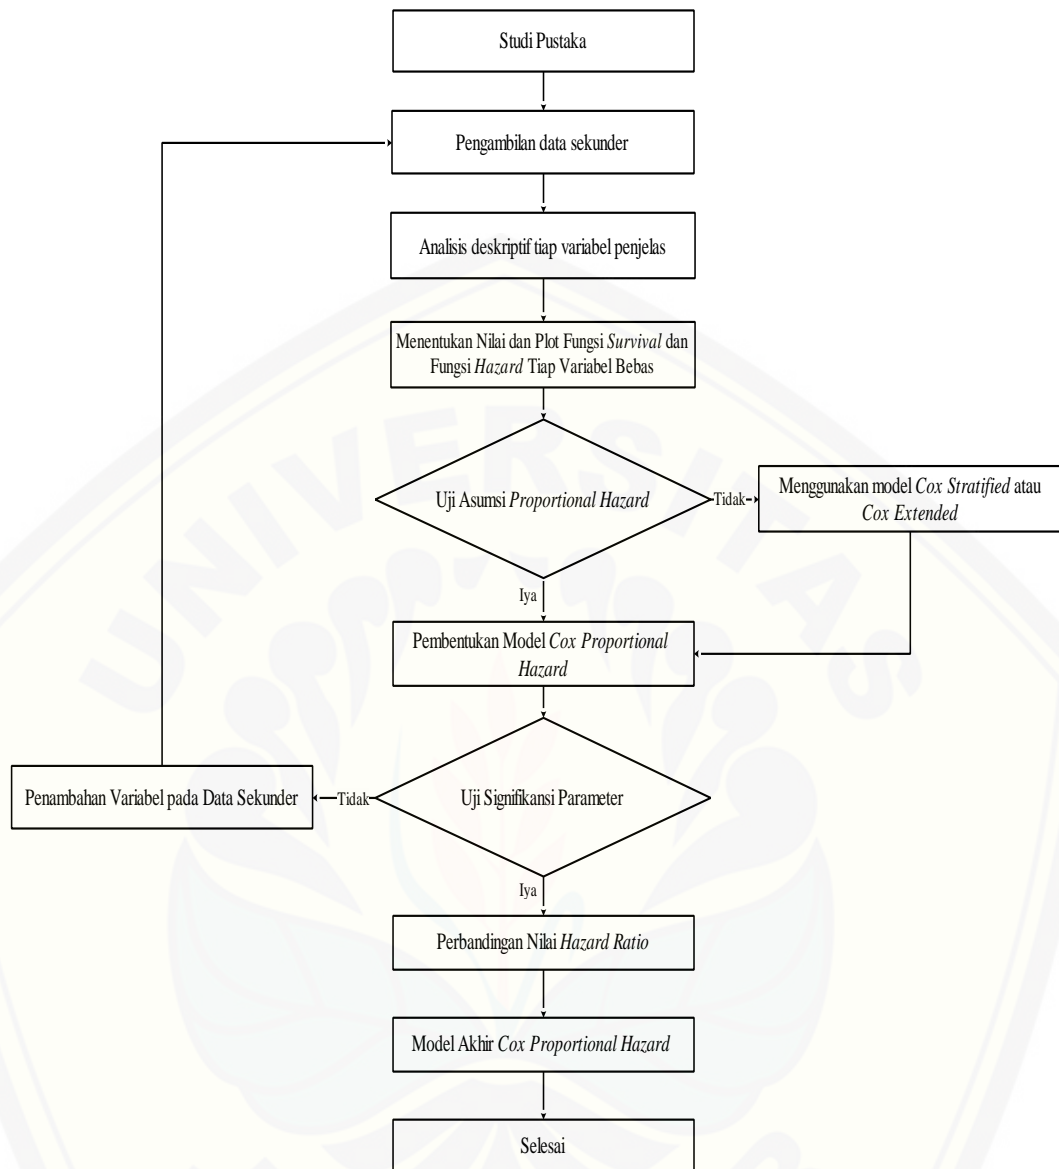 Studi Pustaka
Pengambilan data sekunder
Analisis deskriptif tiap variabel penjelas
Menentukan Nilai dan Plot Fungsi Survival dan
Fungsi Hazard Tiap Variabel Bebas
Uji Asumsi Proportional Hazard
Tidak
Menggunakan model Cox Stratified atau
Cox Extended
Iya
Pembentukan Model Cox Proportional
Hazard
Penambahan Variabel pada Data Sekunder
Tidak
Uji Signifikansi Parameter
Iya
Perbandingan Nilai Hazard Ratio
Model Akhir Cox Proportional Hazard
Selesai
UNIVERSITAS